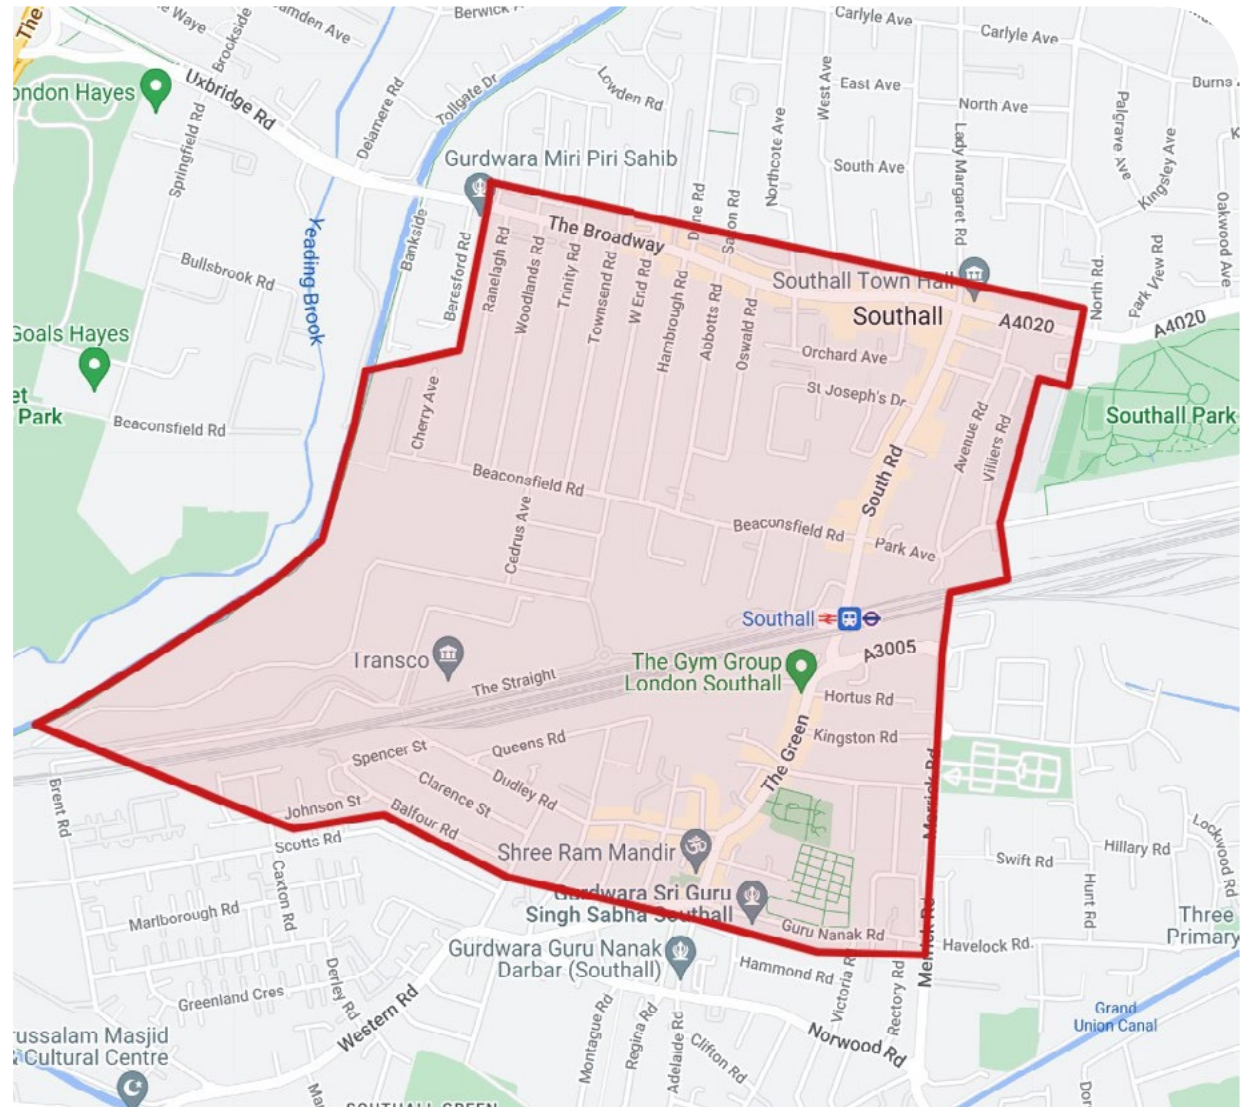 The
Waye
Brookside
Camden Ave
Berwick A
Carlyle Ave
Carlyle Ave
Burns
ondon Hayes
Uxbridge Rd
Springfield Rd
Delamere Rd
Tollgate Dr
Lowden Rd
West Ave
East Ave
North Ave
Northcote Ave
South Ave
Lady Margaret Rd
Palgrave Ave
Kingsley Ave
Oakwood Ave
Gurdwara Miri Piri Sahib
Yeading Brook
Bullsbrook Rd
Bankside
Beresford Rd
Ranelagh Rd
Woodlands Rd
Trinity Rd
Townsend Rd
W End Rd
Hambrough Rd
Abbotts Rd
Oswald Rd
The Broadway
Saxon Rd
Southall Town Hall
Southall
A4020
North Rd.
Park View Rd
A4020
Goals Hayes
et
Park
Beaconsfield Rd
Cherry Ave
Orchard Ave
St Joseph's Dr
South Rd
Avenue Rd
Villiers Rd
Southall Park
Beaconsfield Rd
Cedrus Ave
Beaconsfield Rd
Park Ave
Southall
A3005
Transco
The Straight
The Gym Group
London Southall
Hortus Rd
Kingston Rd
The Green
Merrick Rd
Spencer St
Queens Rd
Dudley Rd
Clarence St
Johnson St
Balfour Rd
Brent Rd
Scotts Rd
Caxton Rd
Marlborough Rd
Shree Ram Mandir
Gurdwara Sri Guru
Singh Sabha Southall
Guru Nanak Rd
Merrick Rd
Havelock Rd.
Swift Rd
Hillary Rd
Hunt Rd
Lockwood Rd
Three
Primary
Gurdwara Guru Nanak
Darbar (Southall)
Hammond Rd
Victoria R
Rectory Rd
Greenland Cres
Derley Rd
Western Rd
Montague Rd
Regina Rd
Adelaide Rd
Clifton Rd
Norwood Rd
Grand
Union Canal
russalam Masjid
& Cultural Centre
SOUTHALL GREEN